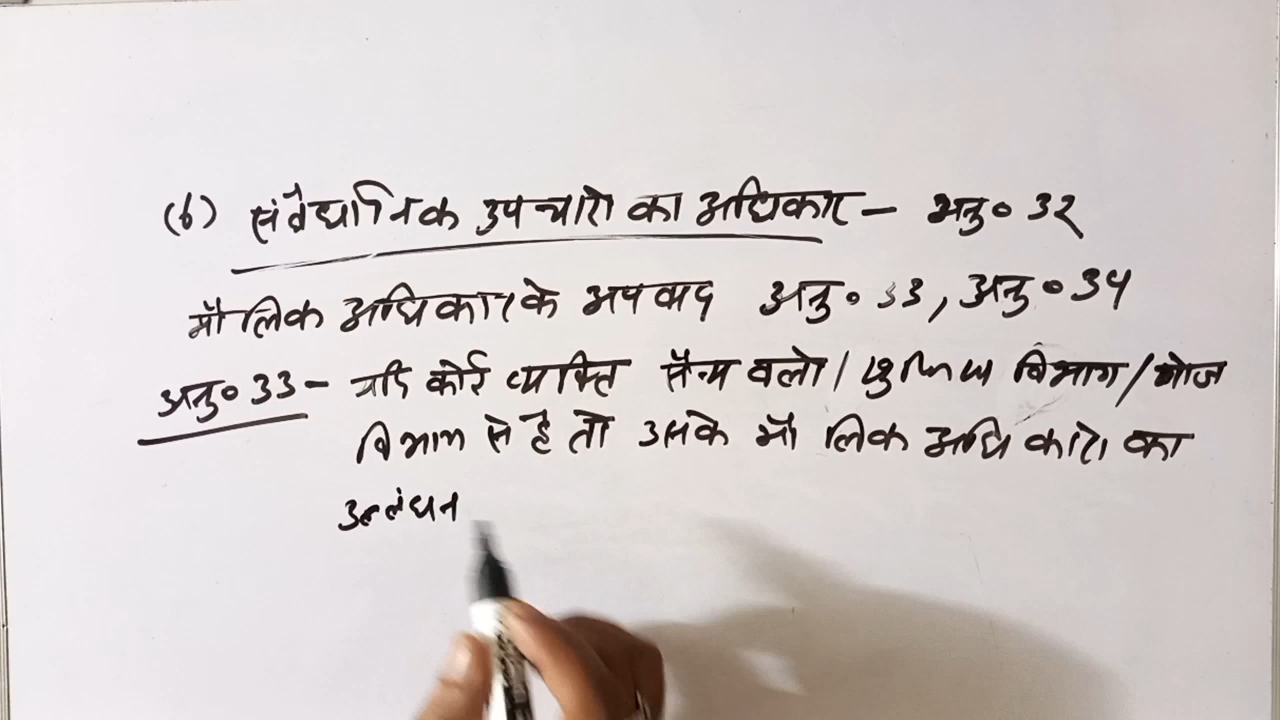 (6) संवैधानिक उपचारो का अधिकार – अनु० 32
मौलिक अधिकार के अपवाद अनु० 33, अनु० 34
अनु० 33 – यदि कोई व्यक्ति सैन्य बलो / विभाग /
विभाग से है तो उसके मौलिक अधिकारो का
उल्लंघन